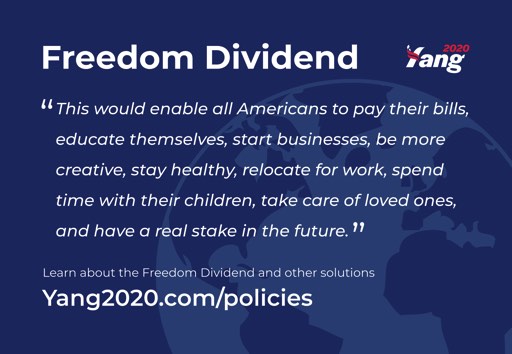 Freedom Dividend
2020
Yang
“This would enable all Americans to pay their bills,
educate themselves, start businesses, be more
creative, stay healthy, relocate for work, spend
time with their children, take care of loved ones,
and have a real stake in the future.”
Learn about the Freedom Dividend and other solutions
Yang2020.com/policies